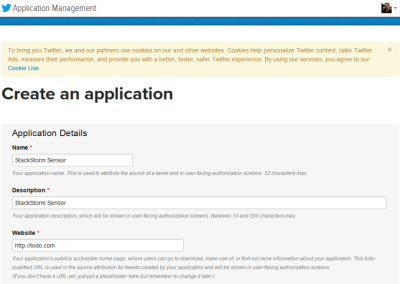 Application Management
To bring you Twitter, we and our partners use cookies on our and other websites. Cookies help personalize Twitter content, tailor Twitter
Ads, measure their performance, and provide you with a better, faster, safer Twitter experience. By using our services, you agree to our
Cookie Use.
×
Create an application
Application Details
Name *
StackStorm Sensor
Your application name. This is used to attribute the source of a tweet and in user-facing authorization screens. 32 characters max.
Description *
StackStorm Sensor
Your application description, which will be shown in user-facing authorization screens. Between 10 and 200 characters max.
Website *
http://todo.com
Your application's publicly accessible home page, where users can go to download, make use of, or find out more information about your application. This fully-
qualified URL is used in the source attribution for tweets created by your application and will be shown in user-facing authorization screens.
(If you don't have a URL yet, just put a placeholder here but remember to change it later.)